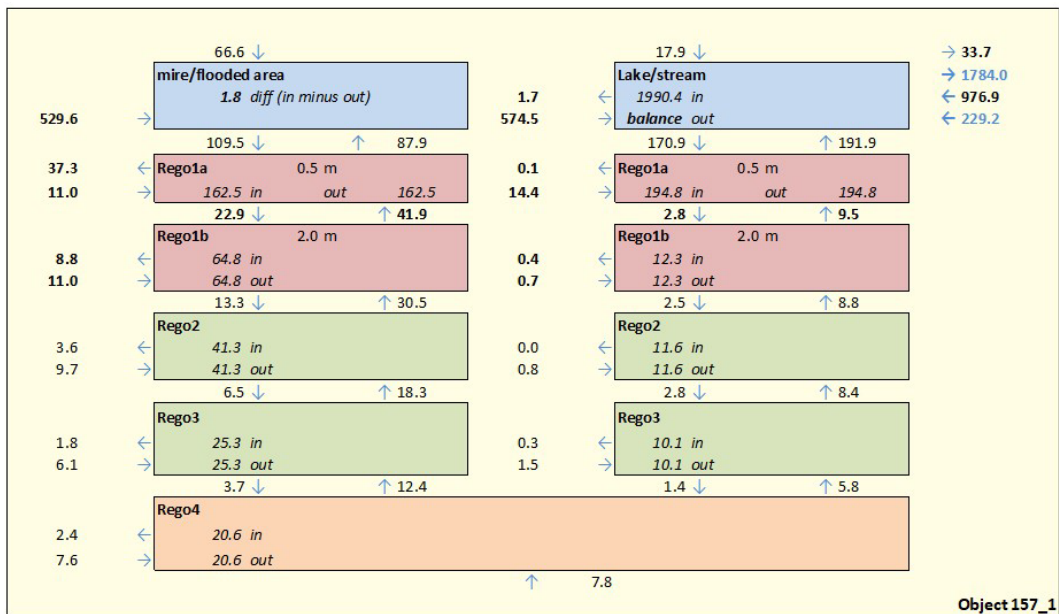 66.6 ↓ 17.9 ↓ → 33.7
mire/flooded area Lake/stream → 1784.0
1.8 diff (in minus out) 1.7 ← 1990.4 in ← 976.9
529.6 → 574.5 → balance out ← 229.2
109.5 ↓ ↑ 87.9 170.9 ↓ ↑ 191.9
37.3 ← Rego1a 0.5 m 0.1 ← Rego1a 0.5 m
11.0 → 162.5 in out 162.5 14.4 → 194.8 in out 194.8
22.9 ↓ ↑ 41.9 2.8 ↓ ↑ 9.5
Rego1b 2.0 m Rego1b 2.0 m
8.8 ← 64.8 in 0.4 ← 12.3 in
11.0 → 64.8 out 0.7 → 12.3 out
13.3 ↓ ↑ 30.5 2.5 ↓ ↑ 8.8
Rego2 Rego2
3.6 ← 41.3 in 0.0 ← 11.6 in
9.7 → 41.3 out 0.8 → 11.6 out
6.5 ↓ ↑ 18.3 2.8 ↓ ↑ 8.4
Rego3 Rego3
1.8 ← 25.3 in 0.3 ← 10.1 in
6.1 → 25.3 out 1.5 → 10.1 out
3.7 ↓ ↑ 12.4 1.4 ↓ ↑ 5.8
Rego4
2.4 ← 20.6 in
7.6 → 20.6 out
↑ 7.8
Object 157_1